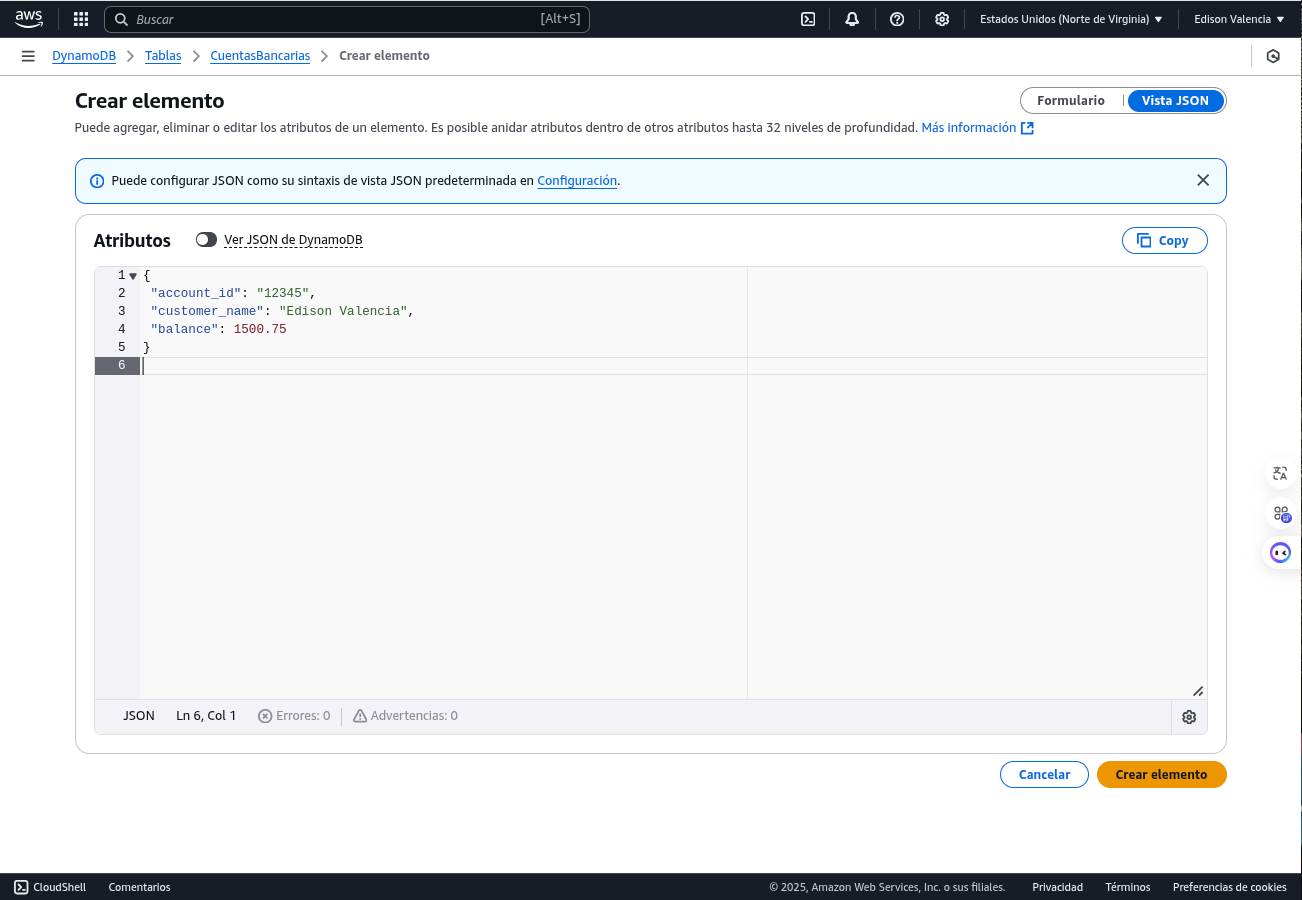 aws Buscar [Alt+S] Estados Unidos (Norte de Virginia) Edison Valencia
DynamoDB Tablas CuentasBancarias Crear elemento
Crear elemento
Formulario Vista JSON
Puede agregar, eliminar o editar los atributos de un elemento. Es posible anidar atributos dentro de otros atributos hasta 32 niveles de profundidad. Más información
Puede configurar JSON como su sintaxis de vista JSON predeterminada en Configuración.
Atributos Ver JSON de DynamoDB Copy
1 {
2 "account_id": "12345",
3 "customer_name": "Edison Valencia",
4 "balance": 1500.75
5 }
6
JSON Ln 6, Col 1 Errores: 0 Advertencias: 0
Cancelar Crear elemento
CloudShell Comentarios © 2025, Amazon Web Services, Inc. o sus filiales. Privacidad Términos Preferencias de cookies